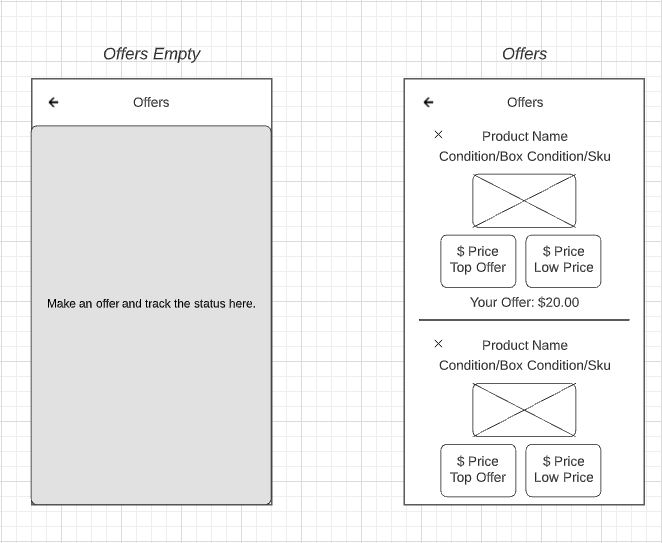 Offers Empty
Offers
Make an offer and track the status here.
Offers
Offers
Product Name
Condition/Box Condition/Sku
$ Price
Top Offer
$ Price
Low Price
Your Offer: $20.00
Product Name
Condition/Box Condition/Sku
$ Price
Top Offer
$ Price
Low Price